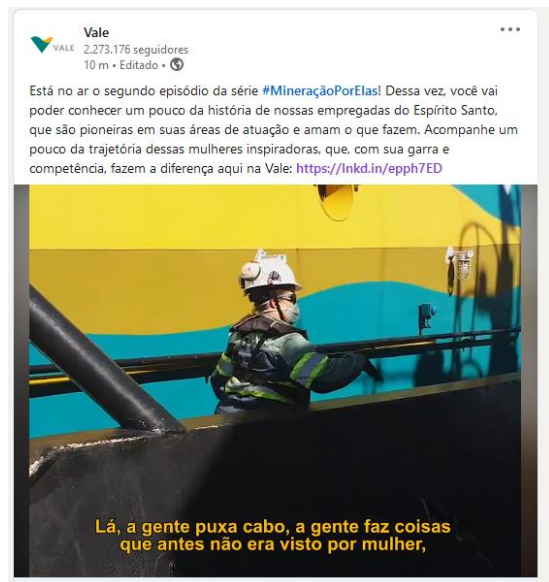 Vale
VALE
2.273.176 seguidores
10 m • Editado •
Está no ar o segundo episódio da série #MineraçãoPorElas! Dessa vez, você vai
poder conhecer um pouco da história de nossas empregadas do Espírito Santo,
que são pioneiras em suas áreas de atuação e amam o que fazem. Acompanhe um
pouco da trajetória dessas mulheres inspiradoras, que, com sua garra e
competência, fazem a diferença aqui na Vale: https://lnkd.in/epph7ED
Lá, a gente puxa cabo, a gente faz coisas
que antes não era visto por mulher,